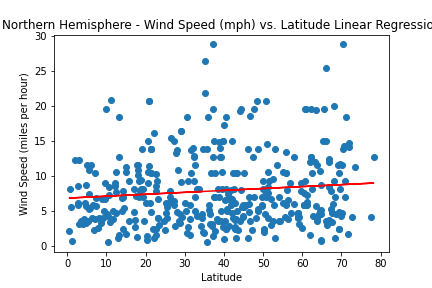 Northern Hemisphere - Wind Speed (mph) vs. Latitude Linear Regressio
30
25
20
15
10
5
0
Wind Speed (miles per hour)
0 10 20 30 40 50 60 70 80
Latitude